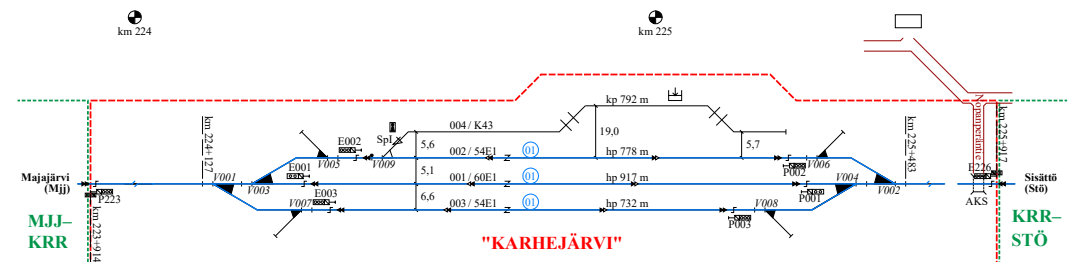 km 224
km 225
kp 792 m
004 / K43
SpL
19,0
5,6
5,7
Nopanperäntie
km 224+127
km 225+483
km 225+917
E002
V005
V009
002 / 54E1
01
hp 778 m
V006
P002
5,1
Majajärvi
(Mjj)
P223
V001
E001
V003
001 / 60E1
01
hp 917 m
V004
P001
V002
E226
AKS
Sisättö
(Stö)
6,6
E003
V007
003 / 54E1
01
hp 732 m
V008
P003
MJJ–
KRR
km 223+914
"KARHEJÄRVI"
KRR–
STÖ